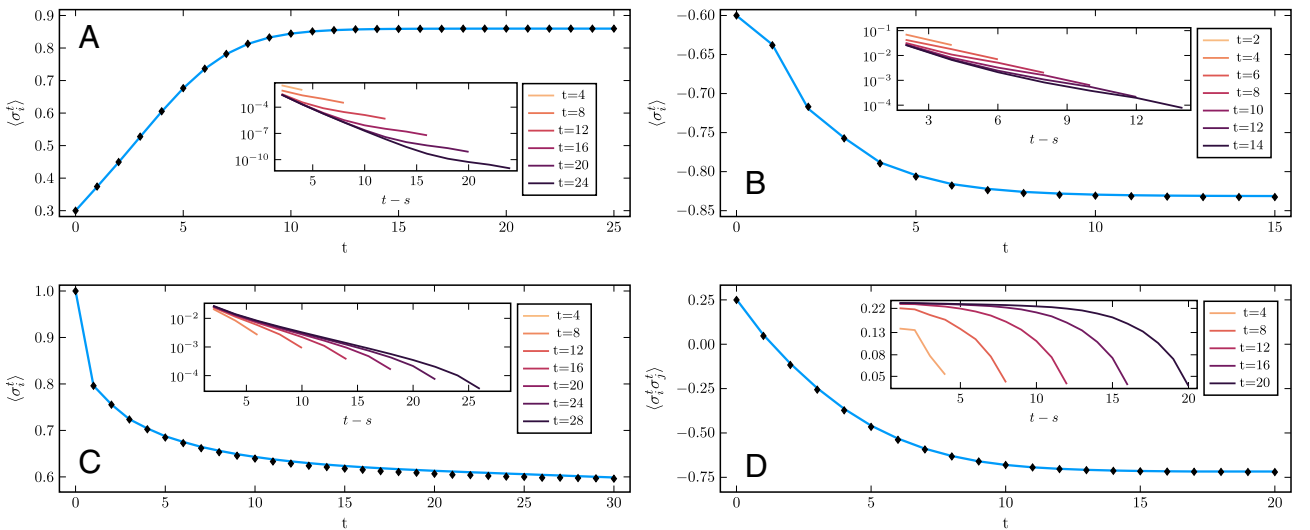 A
⟨σᵢᵗ⟩
0.9
0.8
0.7
0.6
0.5
0.4
0.3
0 5 10 15 20 25
t
10⁻⁴
10⁻⁷
10⁻¹⁰
5 10 15 20
t − s
t=4
t=8
t=12
t=16
t=20
t=24
B
⟨σᵢᵗ⟩
−0.60
−0.65
−0.70
−0.75
−0.80
−0.85
0 5 10 15
t
10⁻¹
10⁻²
10⁻³
10⁻⁴
3 6 9 12
t − s
t=2
t=4
t=6
t=8
t=10
t=12
t=14
C
⟨σᵢᵗ⟩
1.0
0.9
0.8
0.7
0.6
0 5 10 15 20 25 30
t
10⁻²
10⁻³
10⁻⁴
5 10 15 20 25
t − s
t=4
t=8
t=12
t=16
t=20
t=24
t=28
D
⟨σᵢᵗσⱼᵗ⟩
0.25
0.00
−0.25
−0.50
−0.75
0 5 10 15 20
t
0.22
0.13
0.08
0.05
5 10 15 20
t − s
t=4
t=8
t=12
t=16
t=20